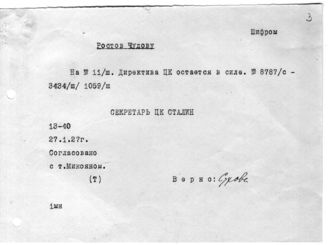 3
Шифром
Ростов Чудову
На № 11/ш. Директива ЦК остается в силе. № 8787/с -
3434/ш/ 1059/ш
СЕКРЕТАРЬ ЦК СТАЛИН
13-40
27.1.27г.
Согласовано
с т.Микояном.
(Т) Верно:
1мн